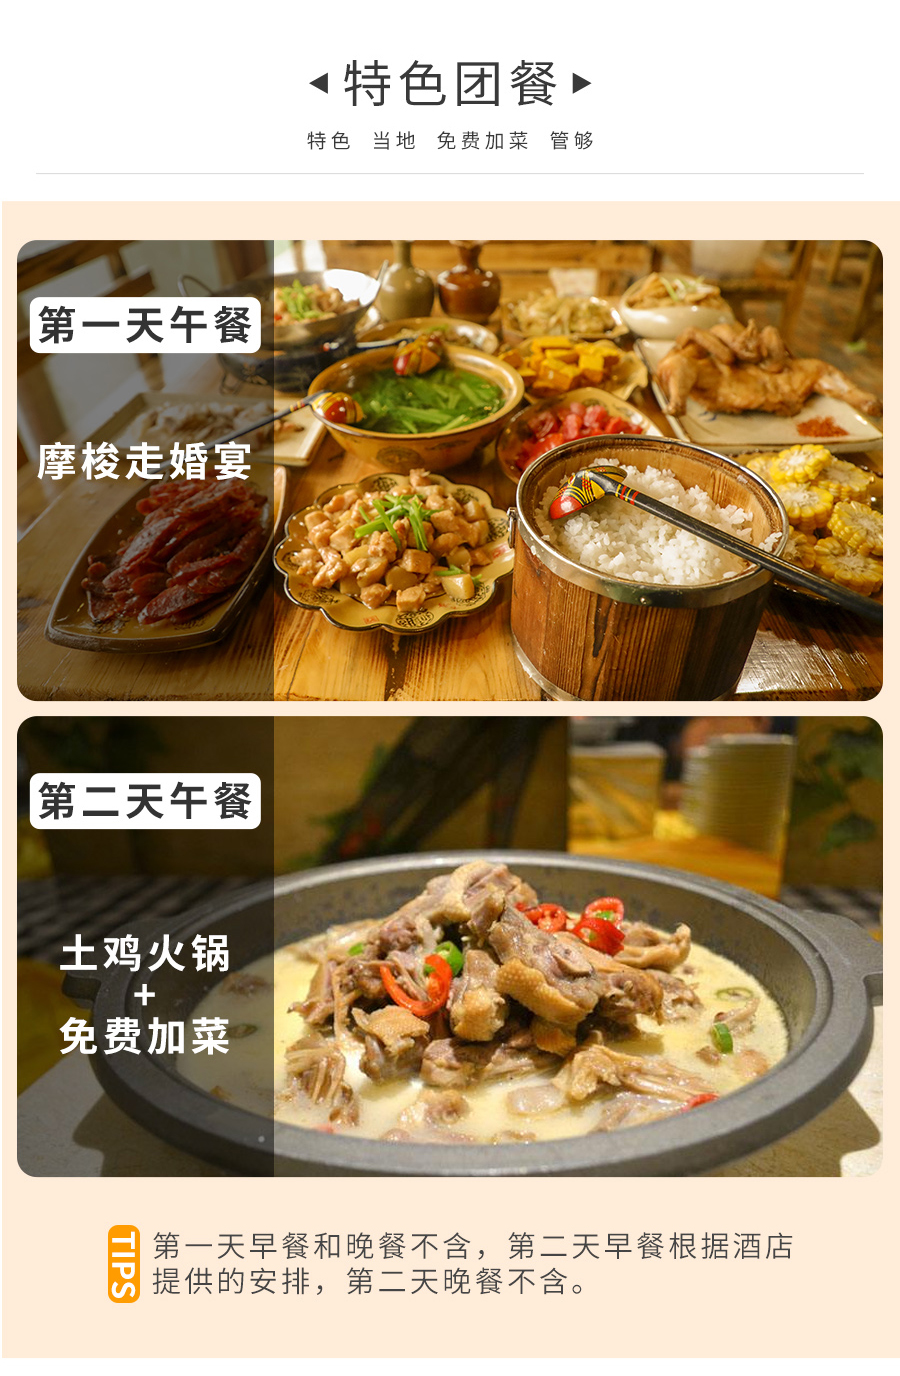 特色团餐
特色 当地 免费加菜 管够
第一天午餐
摩梭走婚宴
第二天午餐
土鸡火锅
+
免费加菜
TIPS
第一天早餐和晚餐不含，第二天早餐根据酒店
提供的安排，第二天晚餐不含。